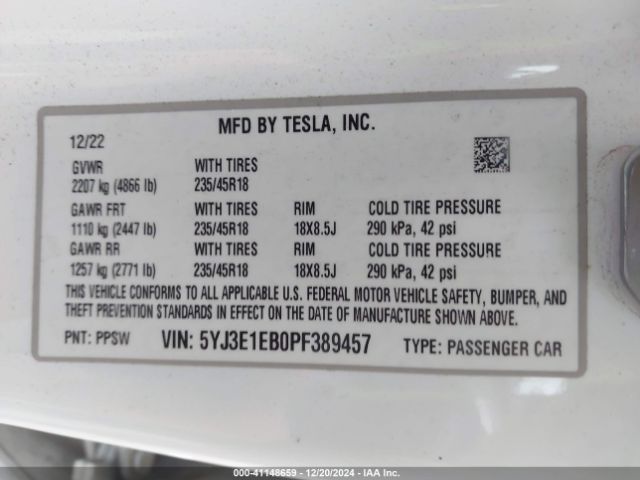 MFD BY TESLA, INC.
12/22
GVWR WITH TIRES
2207 kg (4866 lb) 235/45R18
GAWR FRT WITH TIRES RIM COLD TIRE PRESSURE
1110 kg (2447 lb) 235/45R18 18X8.5J 290 kPa, 42 psi
GAWR RR WITH TIRES RIM COLD TIRE PRESSURE
1257 kg (2771 lb) 235/45R18 18X8.5J 290 kPa, 42 psi
THIS VEHICLE CONFORMS TO ALL APPLICABLE U.S. FEDERAL MOTOR VEHICLE SAFETY, BUMPER, AND
THEFT PREVENTION STANDARDS IN EFFECT ON THE DATE OF MANUFACTURE SHOWN ABOVE.
PNT: PPSW VIN: 5YJ3E1EB0PF389457 TYPE: PASSENGER CAR
000-41148659 - 12/20/2024 - IAAI.COM